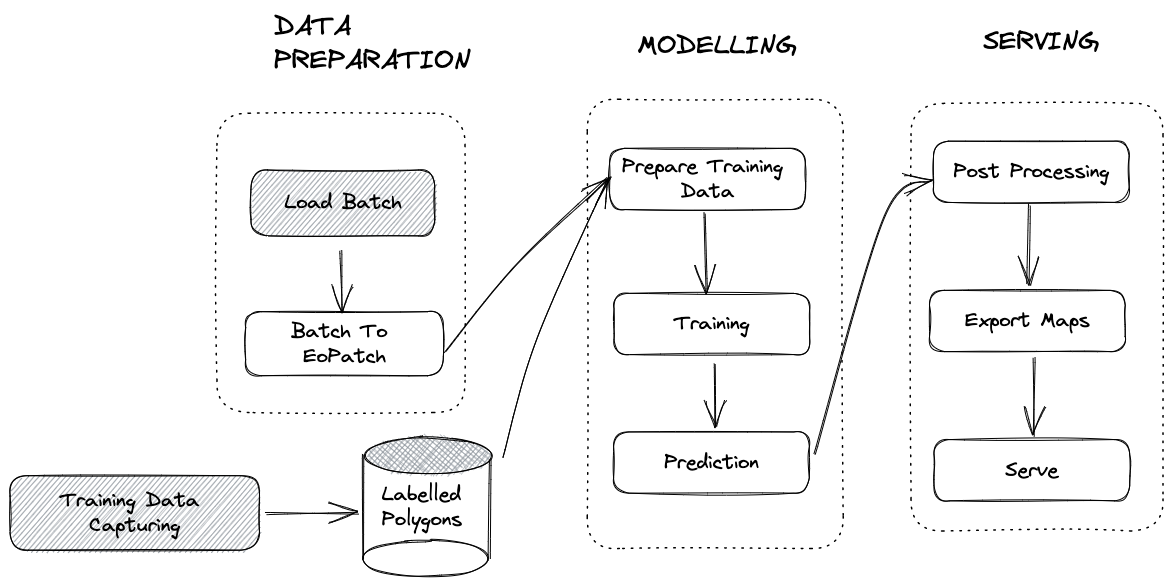 DATA
PREPARATION
Load Batch
Batch To
EoPatch
Training Data
Capturing
Labelled
Polygons
MODELLING
Prepare Training
Data
Training
Prediction
SERVING
Post Processing
Export Maps
Serve